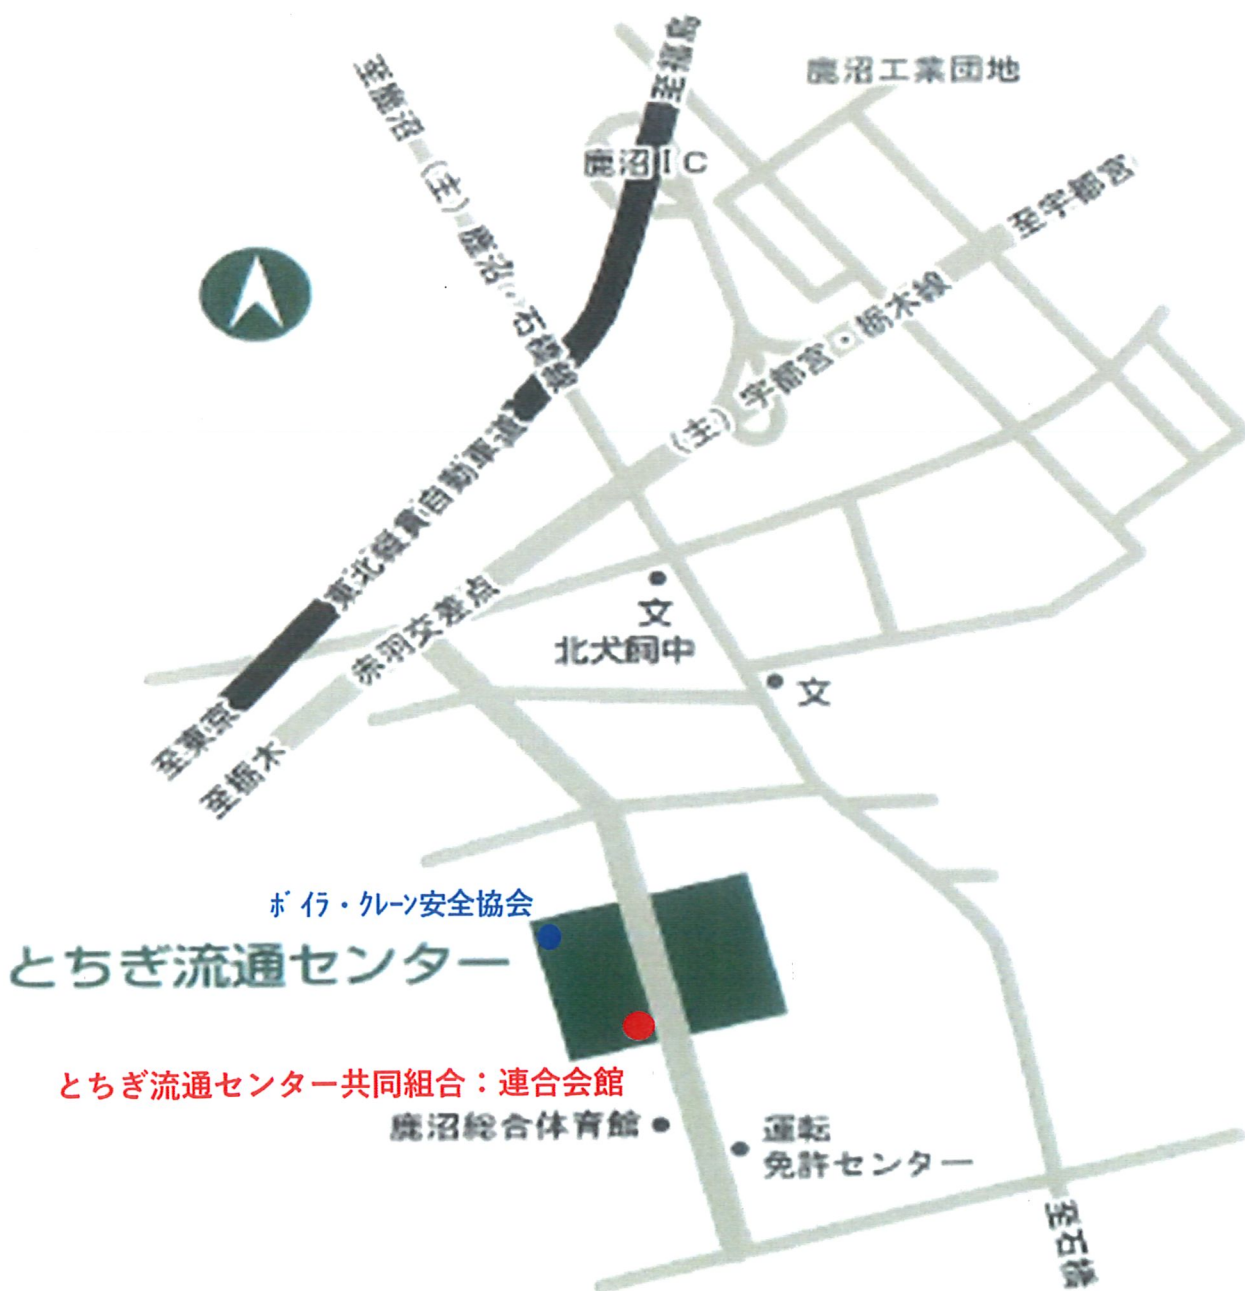 至福島
鹿沼工業団地
至鹿沼
(主)鹿沼・石橋線
鹿沼IC
至宇都宮
(主)宇都宮・栃木線
東北縦貫自動車道
赤羽交差点
文
北犬飼中
文
至東京
至栃木
ﾎﾞｲﾗ・ｸﾚｰﾝ安全協会
とちぎ流通センター
とちぎ流通センター共同組合：連合会館
鹿沼総合体育館
運転
免許センター
至石橋